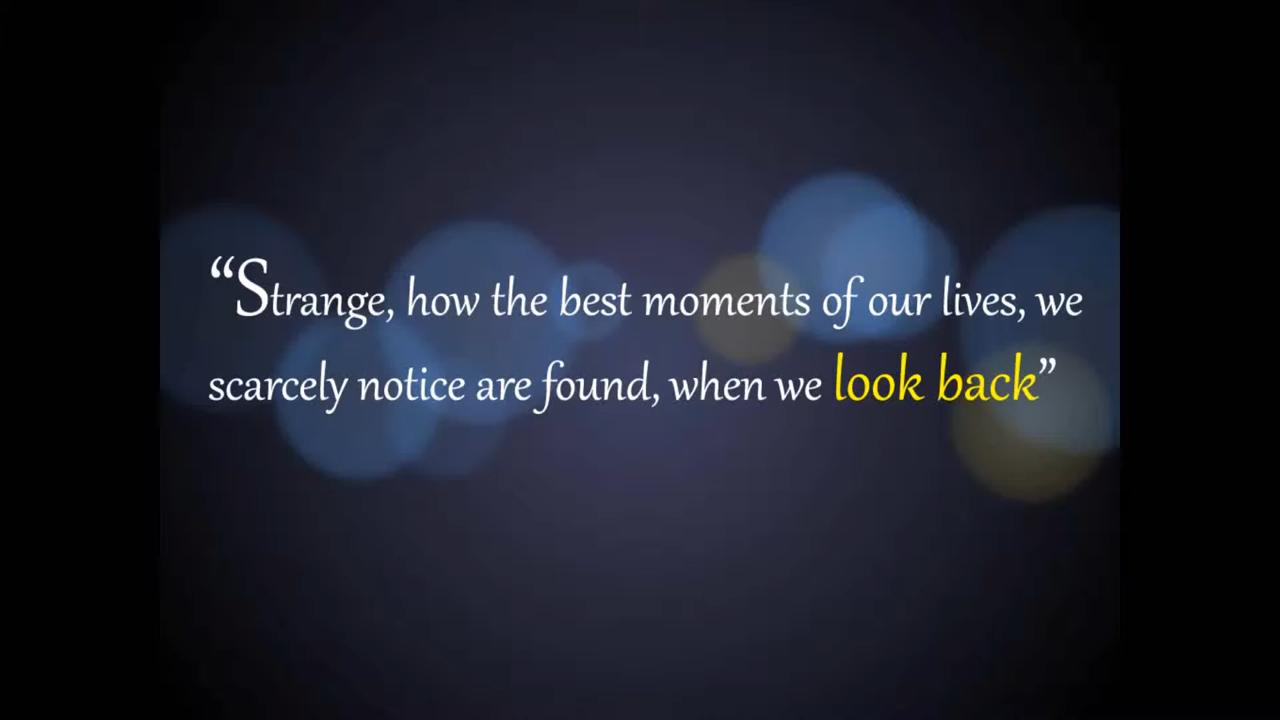 “Strange, how the best moments of our lives, we
scarcely notice are found, when we look back”